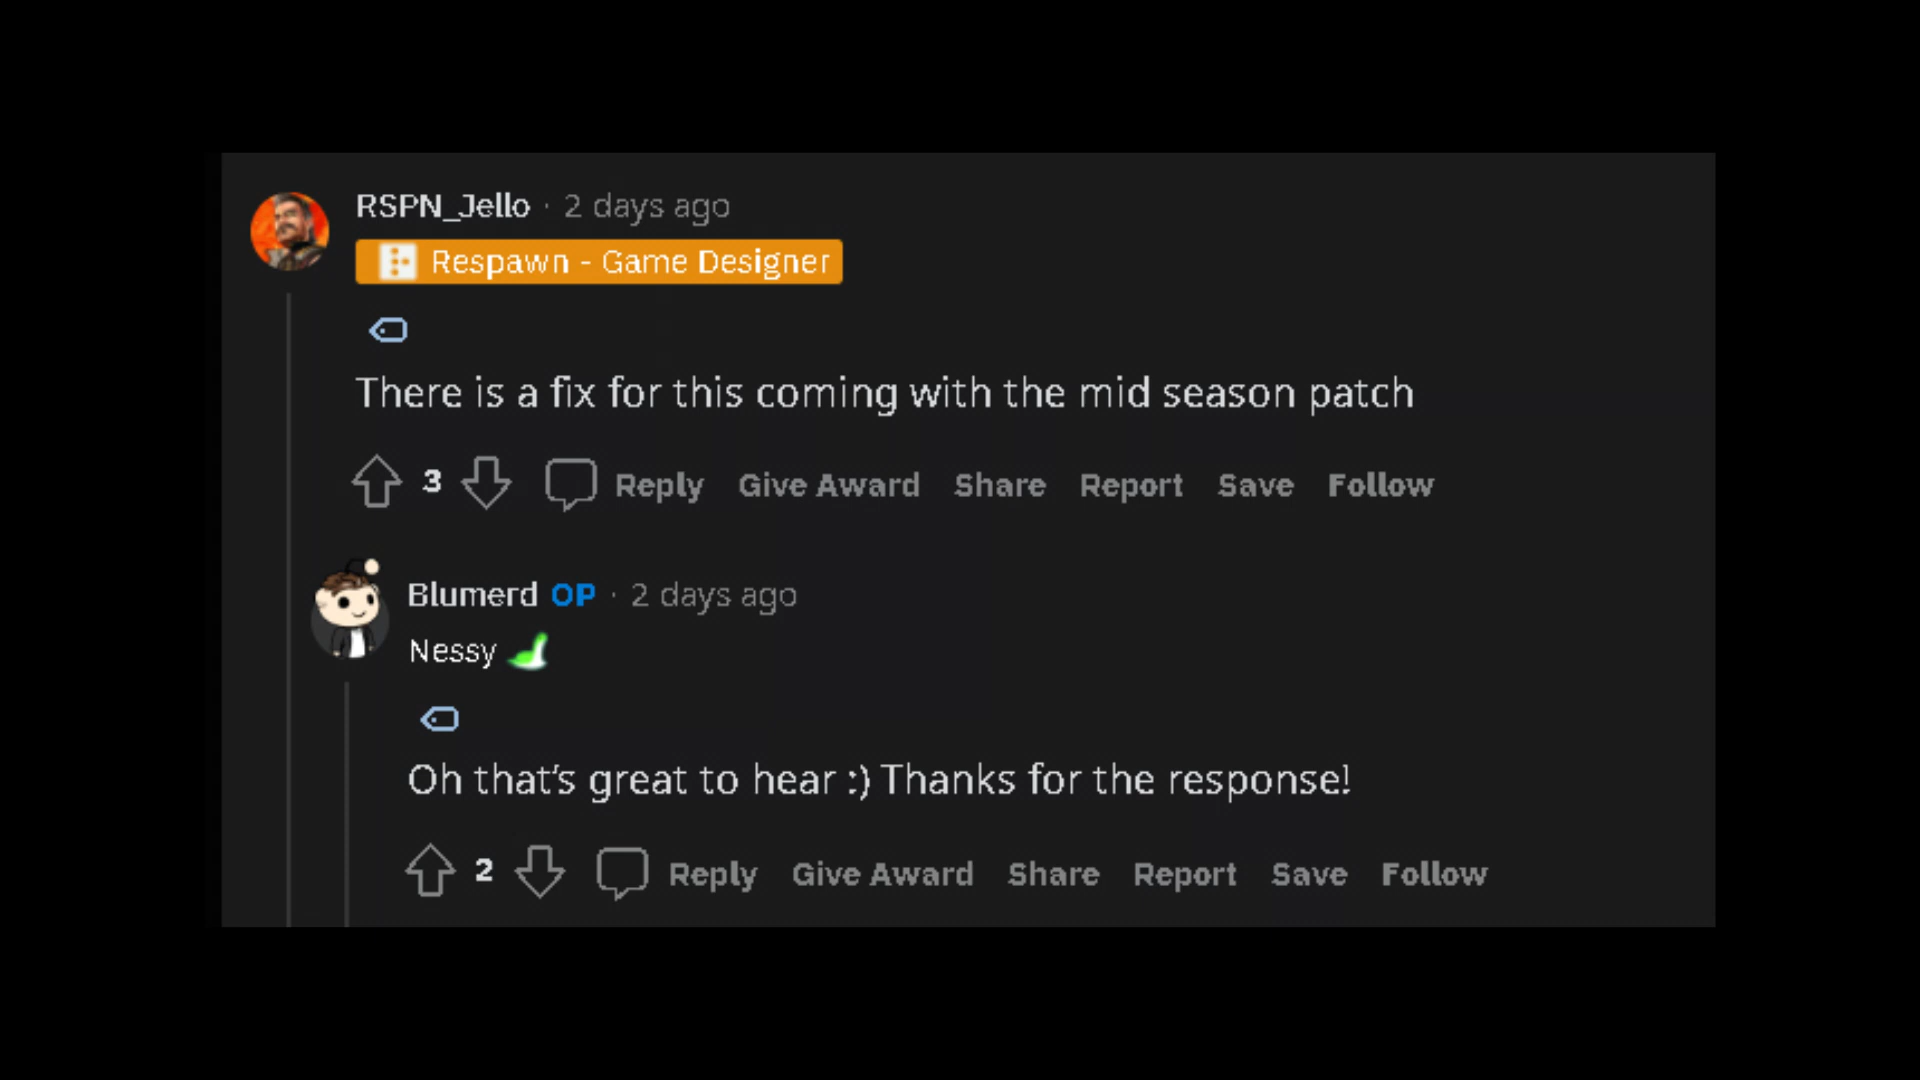 RSPN_Jello · 2 days ago
Respawn - Game Designer
There is a fix for this coming with the mid season patch
3 Reply Give Award Share Report Save Follow
Blumerd OP · 2 days ago
Nessy
Oh that's great to hear :) Thanks for the response!
2 Reply Give Award Share Report Save Follow